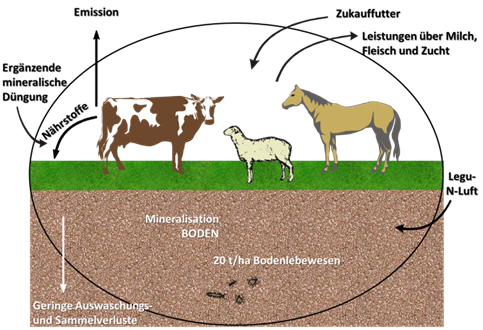 Emission
Zukauffutter
Leistungen über Milch,
Fleisch und Zucht
Ergänzende
mineralische
Düngung
Nährstoffe
Legu-
N-Luft
Mineralisation
BODEN
20 t/ha Bodenlebewesen
Geringe Auswaschungs-
und Sammelverluste